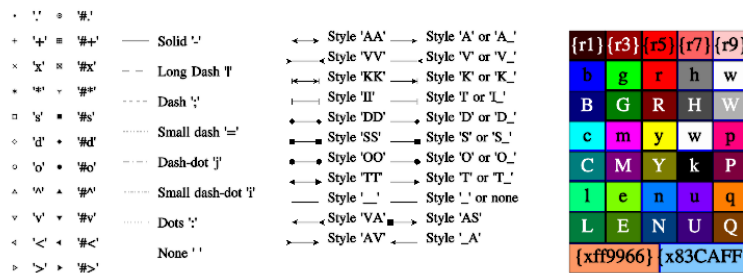 '.' '#.'
'+' '#+'
'x' '#x'
'*' '#*'
's' '#s'
'd' '#d'
'o' '#o'
'^' '#^'
'v' '#v'
'<' '#<'
'>' '#>'
Solid '-'
Long Dash '|'
Dash ';'
Small dash '='
Dash-dot 'j'
Small dash-dot 'i'
Dots ':'
None ' '
Style 'AA' Style 'A' or 'A_'
Style 'VV' Style 'V' or 'V_'
Style 'KK' Style 'K' or 'K_'
Style 'II' Style 'I' or 'I_'
Style 'DD' Style 'D' or 'D_'
Style 'SS' Style 'S' or 'S_'
Style 'OO' Style 'O' or 'O_'
Style 'TT' Style 'T' or 'T_'
Style '__' Style '_' or none
Style 'VA' Style 'AS'
Style 'AV' Style '_A'
{r1} {r3} {r5} {r7} {r9}
b g r h w
B G R H W
c m y w p
C M Y k P
l e n u q
L E N U Q
{xff9966} {x83CAFF}